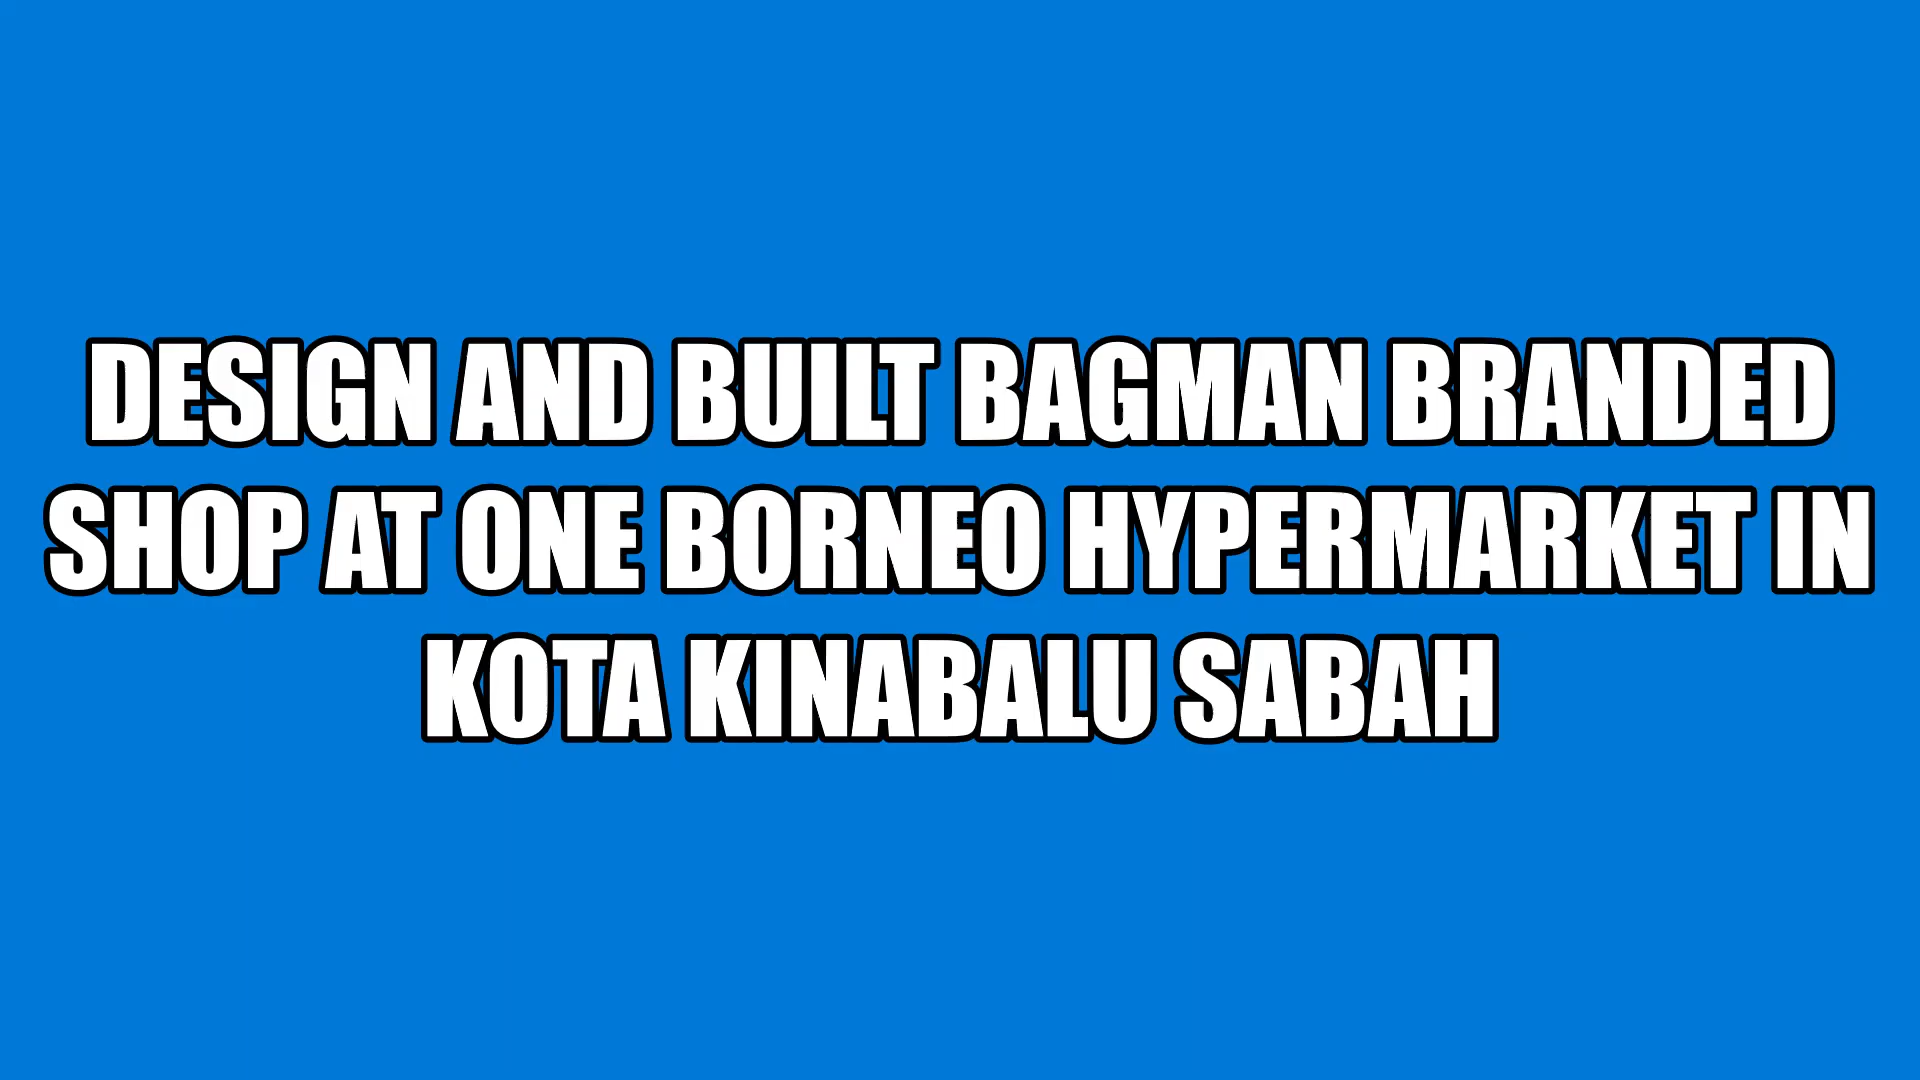 DESIGN AND BUILT BAGMAN BRANDED
SHOP AT ONE BORNEO HYPERMARKET IN
KOTA KINABALU SABAH